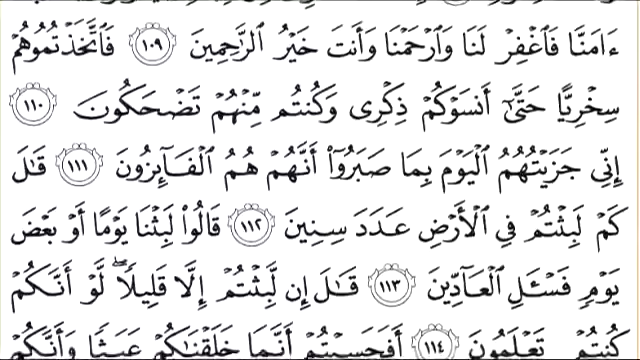 ءَامَنَّا فَٱغْفِرْ لَنَا وَٱرْحَمْنَا وَأَنتَ خَيْرُ ٱلرَّٰحِمِينَ ١٠٩ فَٱتَّخَذْتُمُوهُمْ
سِخْرِيًّا حَتَّىٰٓ أَنسَوْكُمْ ذِكْرِى وَكُنتُم مِّنْهُمْ تَضْحَكُونَ ١١٠
إِنِّى جَزَيْتُهُمُ ٱلْيَوْمَ بِمَا صَبَرُوٓا۟ أَنَّهُمْ هُمُ ٱلْفَآئِزُونَ ١١١ قَٰلَ
كَمْ لَبِثْتُمْ فِى ٱلْأَرْضِ عَدَدَ سِنِينَ ١١٢ قَالُوا۟ لَبِثْنَا يَوْمًا أَوْ بَعْضَ
يَوْمٍ فَسْـَٔلِ ٱلْعَآدِّينَ ١١٣ قَٰلَ إِن لَّبِثْتُمْ إِلَّا قَلِيلًا ۖ لَّوْ أَنَّكُمْ
كُنتُمْ تَعْلَمُونَ ١١٤ أَفَحَسِبْتُمْ أَنَّمَا خَلَقْنَٰكُمْ عَبَثًا وَأَنَّكُمْ